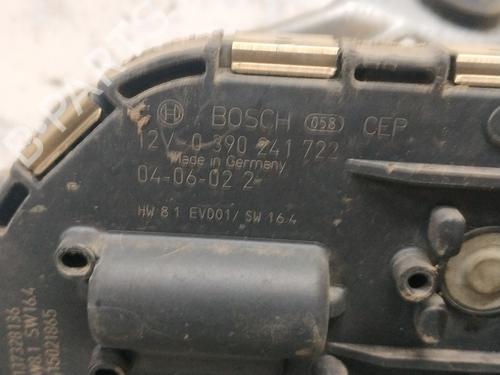 BOSCH 058 CEP
12V 0 390 241 722
Made in Germany
04-06-02 2
HW 8.1 EV001/ SW 16.4
B-PARTS